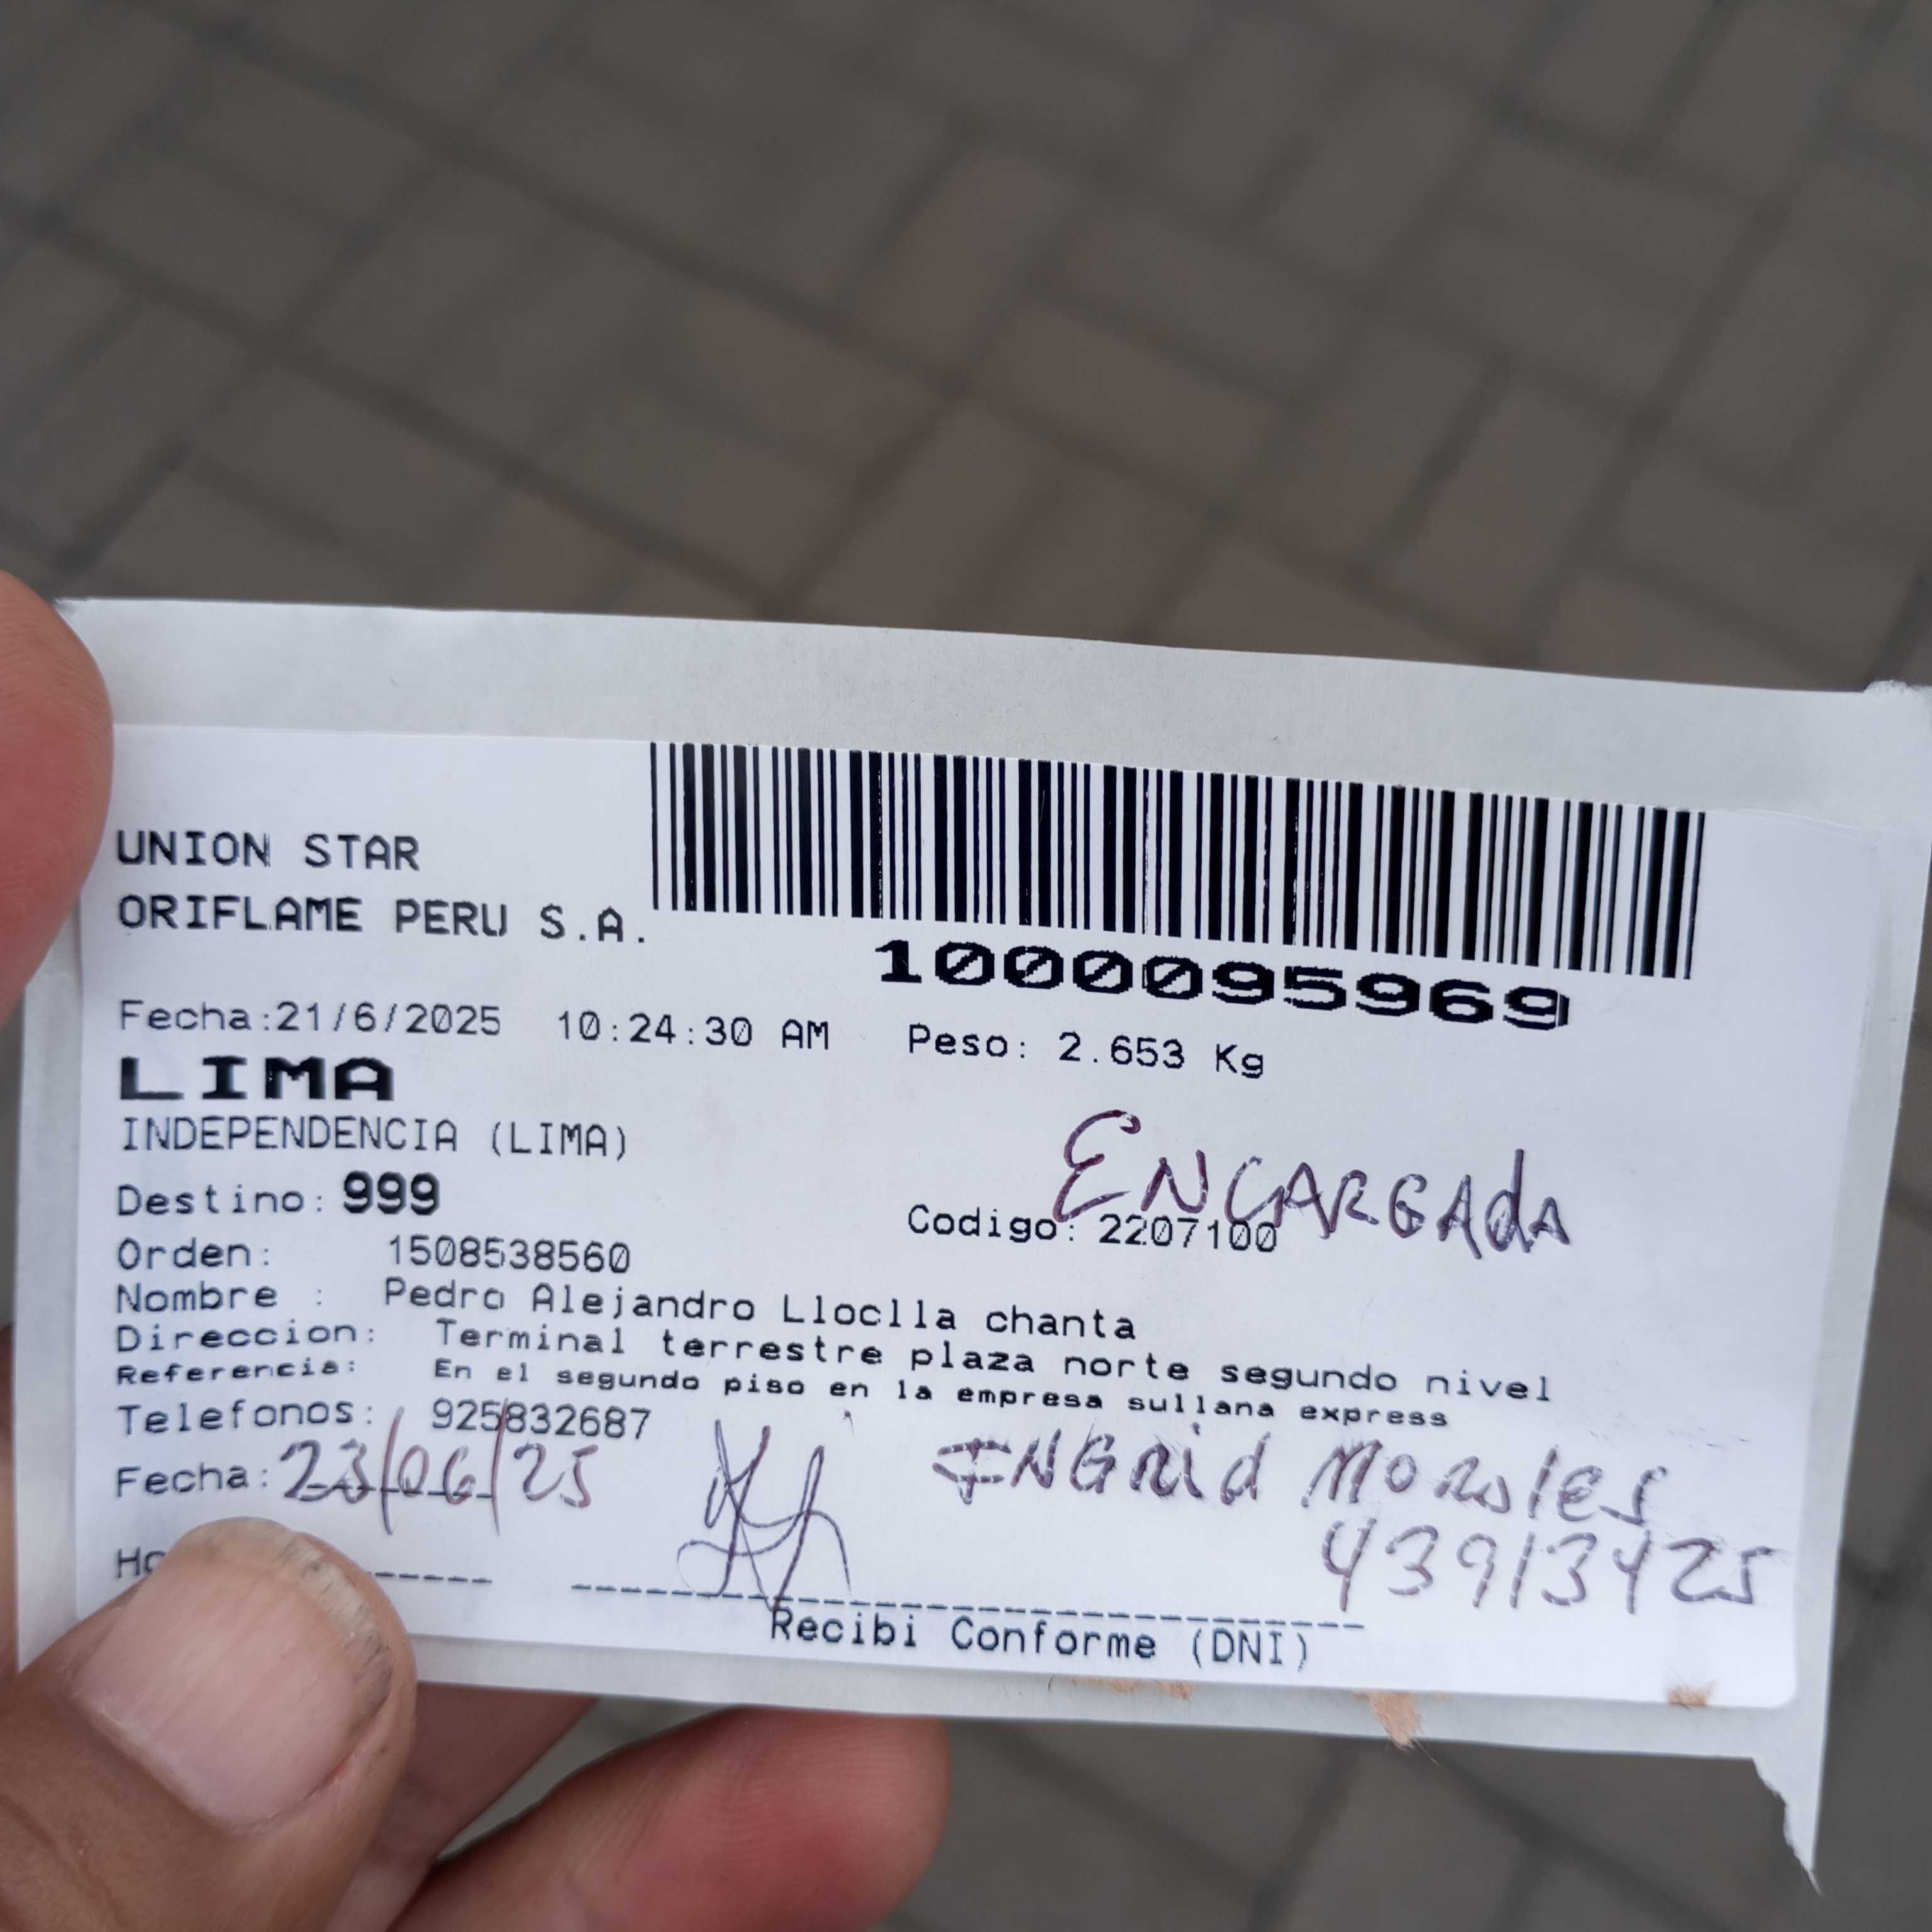 UNION STAR
ORIFLAME PERU S.A.
1000095969
Fecha:21/6/2025 10:24:30 AM Peso: 2.653 Kg
LIMA
INDEPENDENCIA (LIMA)
ENCARGAdA
Destino: 999
Codigo: 2207100
Orden: 1508538560
Nombre : Pedro Alejandro Lloclla chanta
Direccion: Terminal terrestre plaza norte segundo nivel
Referencia: En el segundo piso en la empresa sullana express
Telefonos: 925832687
Fecha: 23/06/25 INGrid Morales
43913425
Recibi Conforme (DNI)